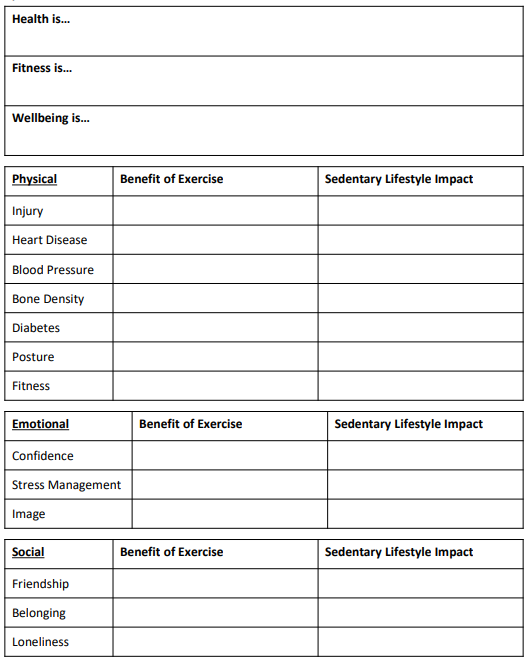 Health is...
Fitness is...
Wellbeing is...
Physical Benefit of Exercise Sedentary Lifestyle Impact
Injury
Heart Disease
Blood Pressure
Bone Density
Diabetes
Posture
Fitness
Emotional Benefit of Exercise Sedentary Lifestyle Impact
Confidence
Stress Management
Image
Social Benefit of Exercise Sedentary Lifestyle Impact
Friendship
Belonging
Loneliness